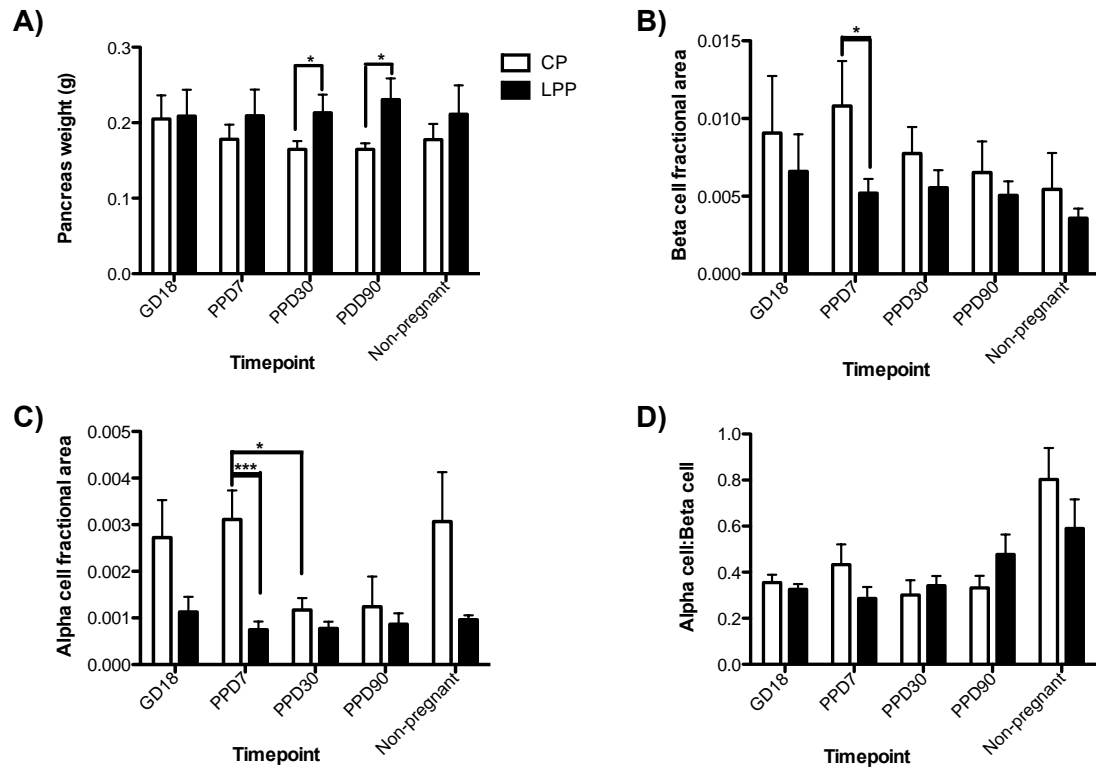 A)
Pancreas weight (g)
0.3
0.2
0.1
0.0
*
*
GD18
PPD7
PPD30
PDD90
Non-pregnant
Timepoint
CP
LPP
B)
Beta cell fractional area
0.015
0.010
0.005
0.000
*
GD18
PPD7
PPD30
PPD90
Non-pregnant
Timepoint
C)
Alpha cell fractional area
0.005
0.004
0.003
0.002
0.001
0.000
*
***
GD18
PPD7
PPD30
PPD90
Non-pregnant
Timepoint
D)
Alpha cell:Beta cell
1.0
0.8
0.6
0.4
0.2
0.0
GD18
PPD7
PPD30
PPD90
Non-pregnant
Timepoint